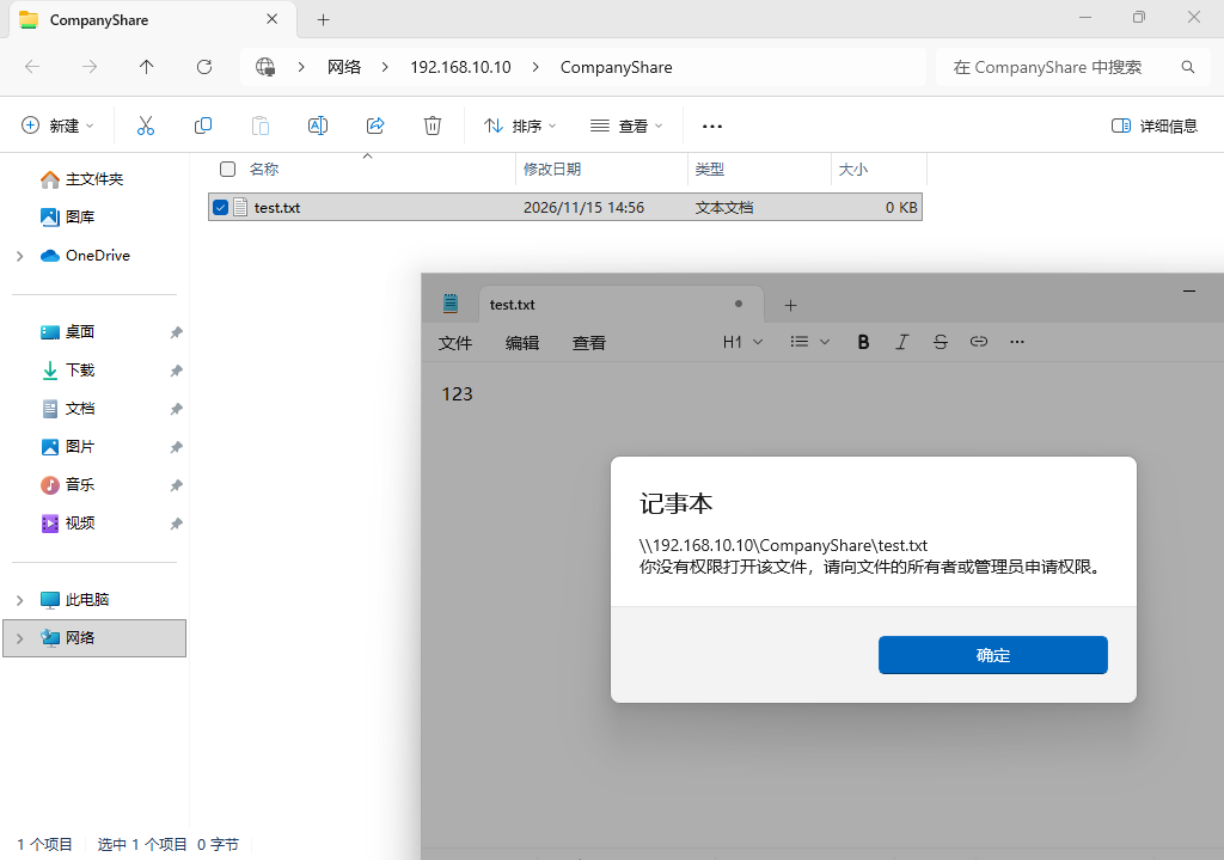 CompanyShare
网络 192.168.10.10 CompanyShare
在 CompanyShare 中搜索
新建 排序 查看 详细信息
主文件夹
图库
OneDrive
桌面
下载
文档
图片
音乐
视频
此电脑
网络
名称 修改日期 类型 大小
test.txt 2026/11/15 14:56 文本文档 0 KB
test.txt
文件 编辑 查看 H1 B I S
123
记事本
\\192.168.10.10\CompanyShare\test.txt
你没有权限打开该文件，请向文件的所有者或管理员申请权限。
确定
1 个项目 选中 1 个项目 0 字节